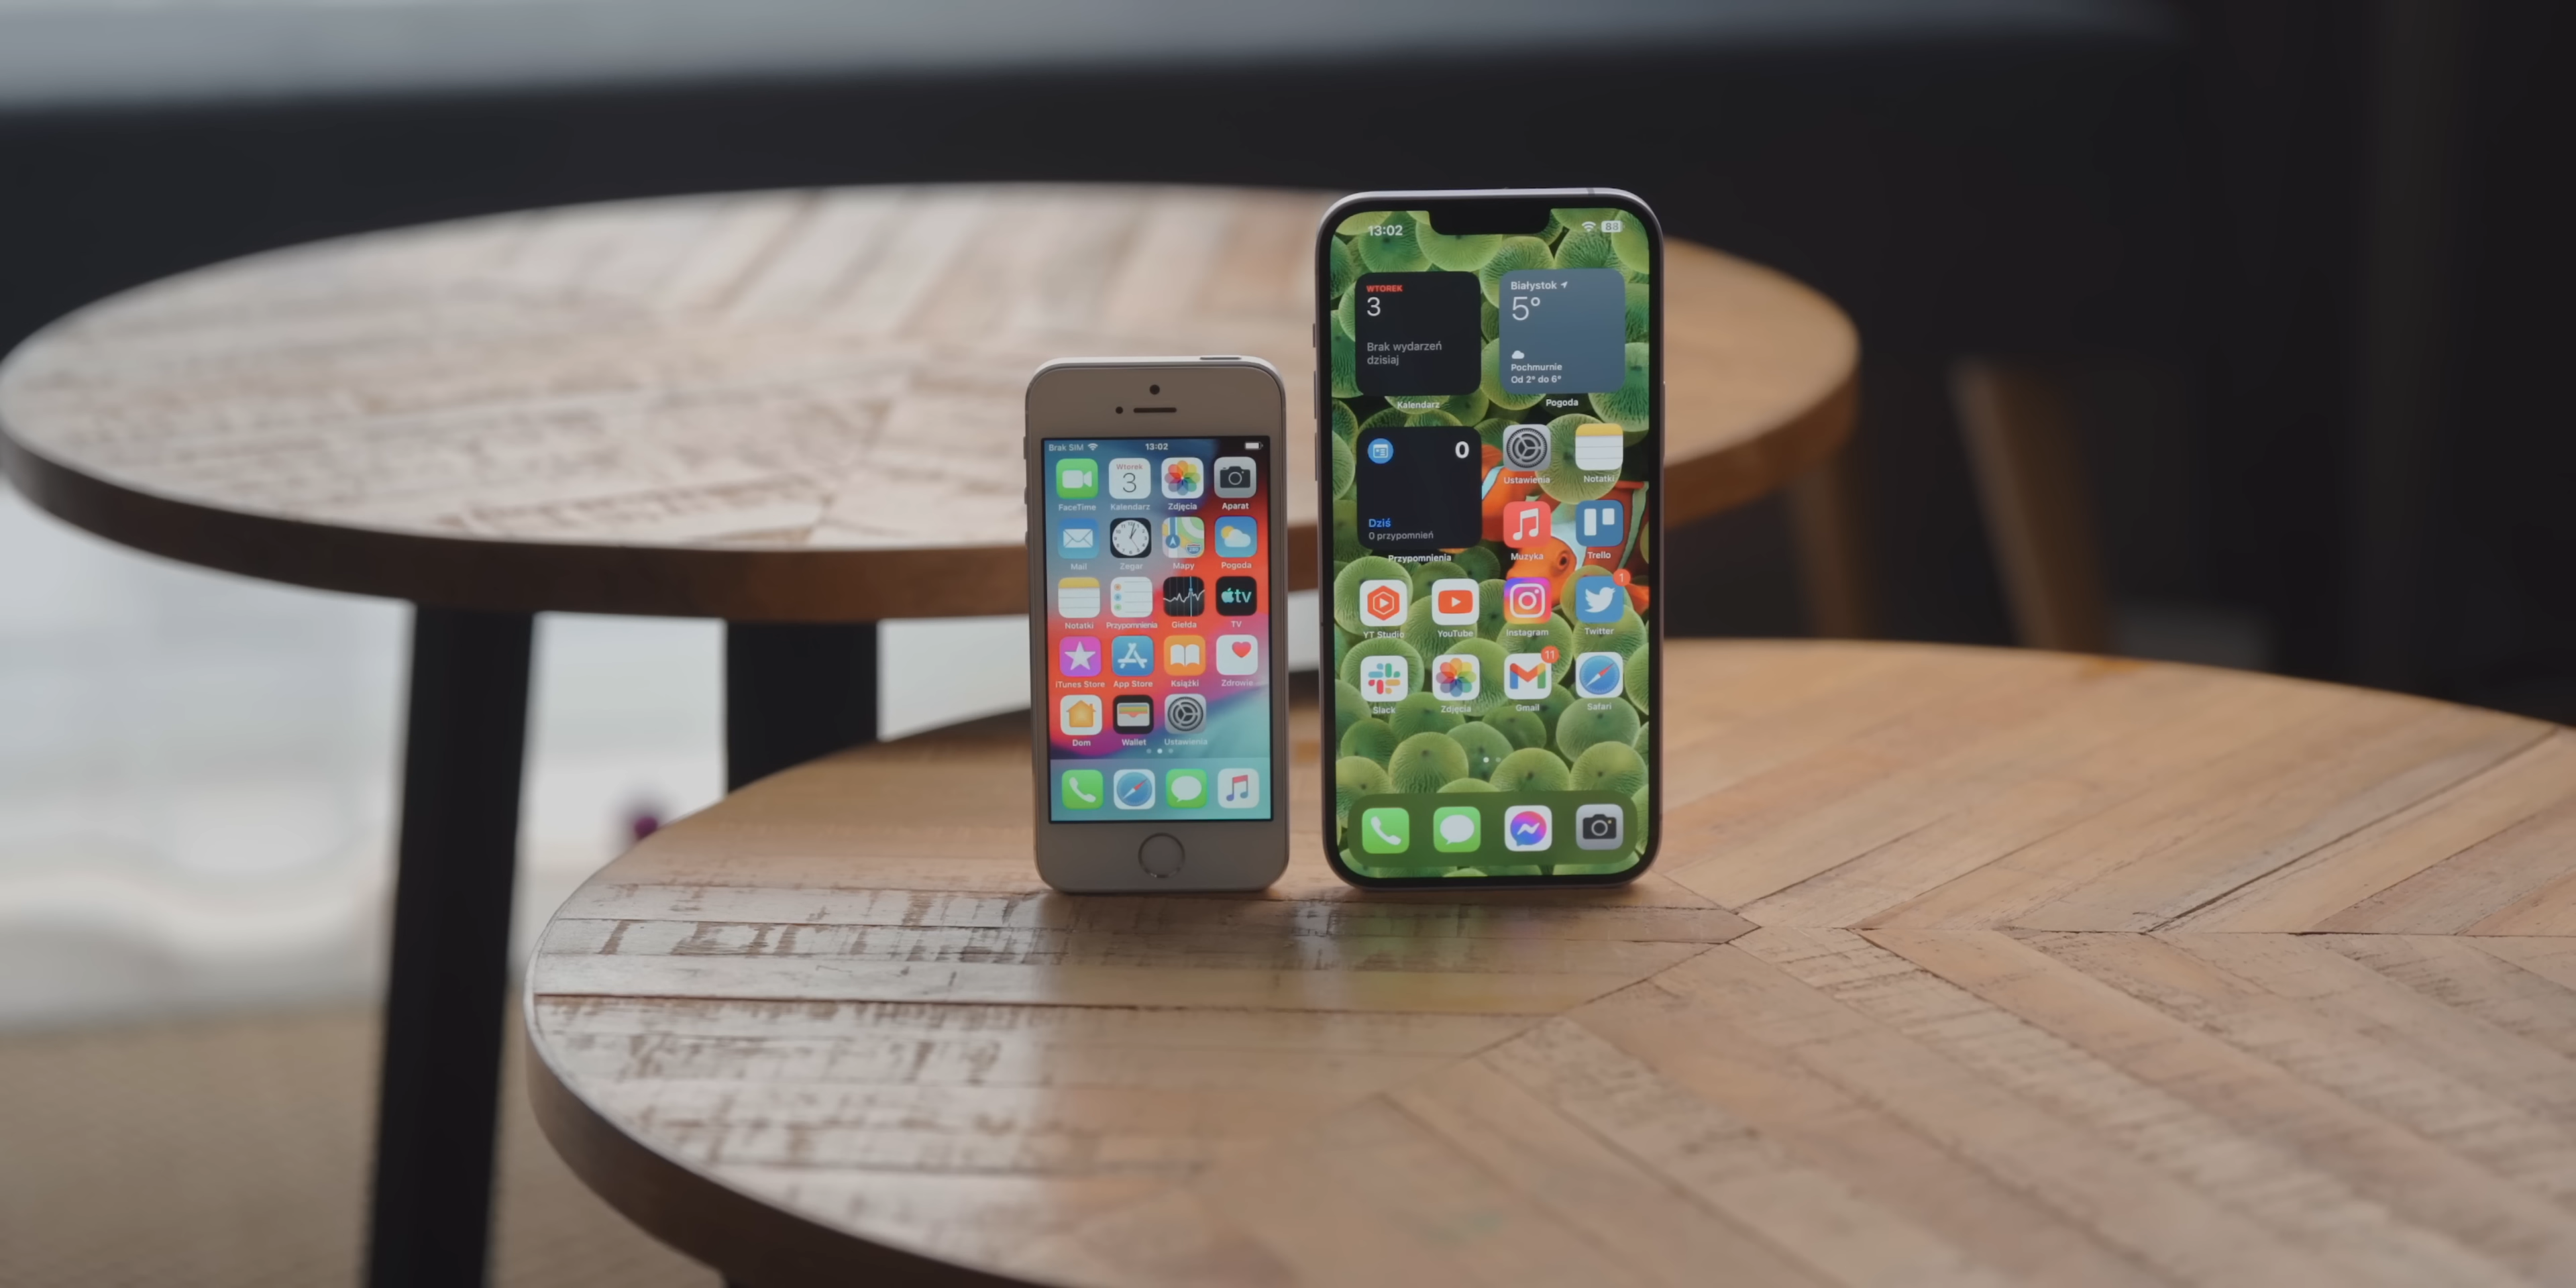 Brak SIM 13:02
Wtorek
3
FaceTime Kalendarz Zdjęcia Aparat
Mail Zegar Mapy Pogoda
tv
Notatki Przypomnienia Giełda TV
iTunes Store App Store Książki Zdrowie
Dom Wallet Ustawienia
13:02 88
WTOREK
3
Brak wydarzeń
dzisiaj
Kalendarz
Białystok
5°
Pochmurnie
Od 2° do 6°
Pogoda
0
Dziś
0 przypomnień
Przypomnienia
Ustawienia Notatki
Muzyka Trello
1
YT Studio YouTube Instagram Twitter
11
Slack Zdjęcia Gmail Safari